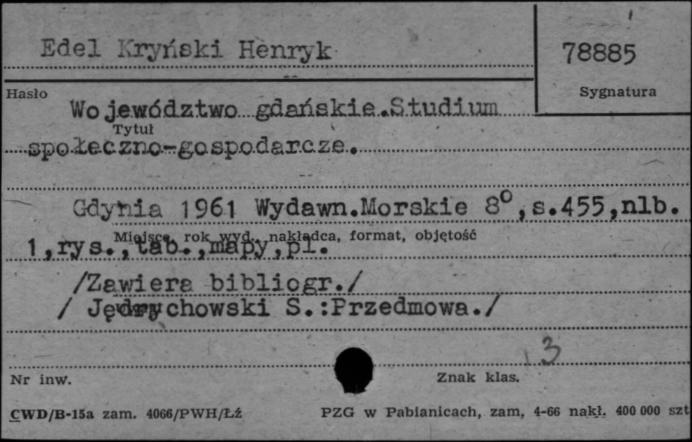 Edel Kryński Henryk
78885
Hasło
Sygnatura
Województwo gdańskie.Studium
Tytuł
społeczno-gospodarcze.
Gdynia 1961 Wydawn.Morskie 8º,s.455,nlb.
Miejsce, rok wyd., nakładca, format, objętość
1,rys.,tab.,mapy,pl.
/Zawiera bibliogr./
/ Jędrychowski S.:Przedmowa./
3
Nr inw.
Znak klas.
CWD/B-15a zam. 4066/PWH/Łź
PZG w Pabianicach, zam, 4-66 nakł. 400 000 szt